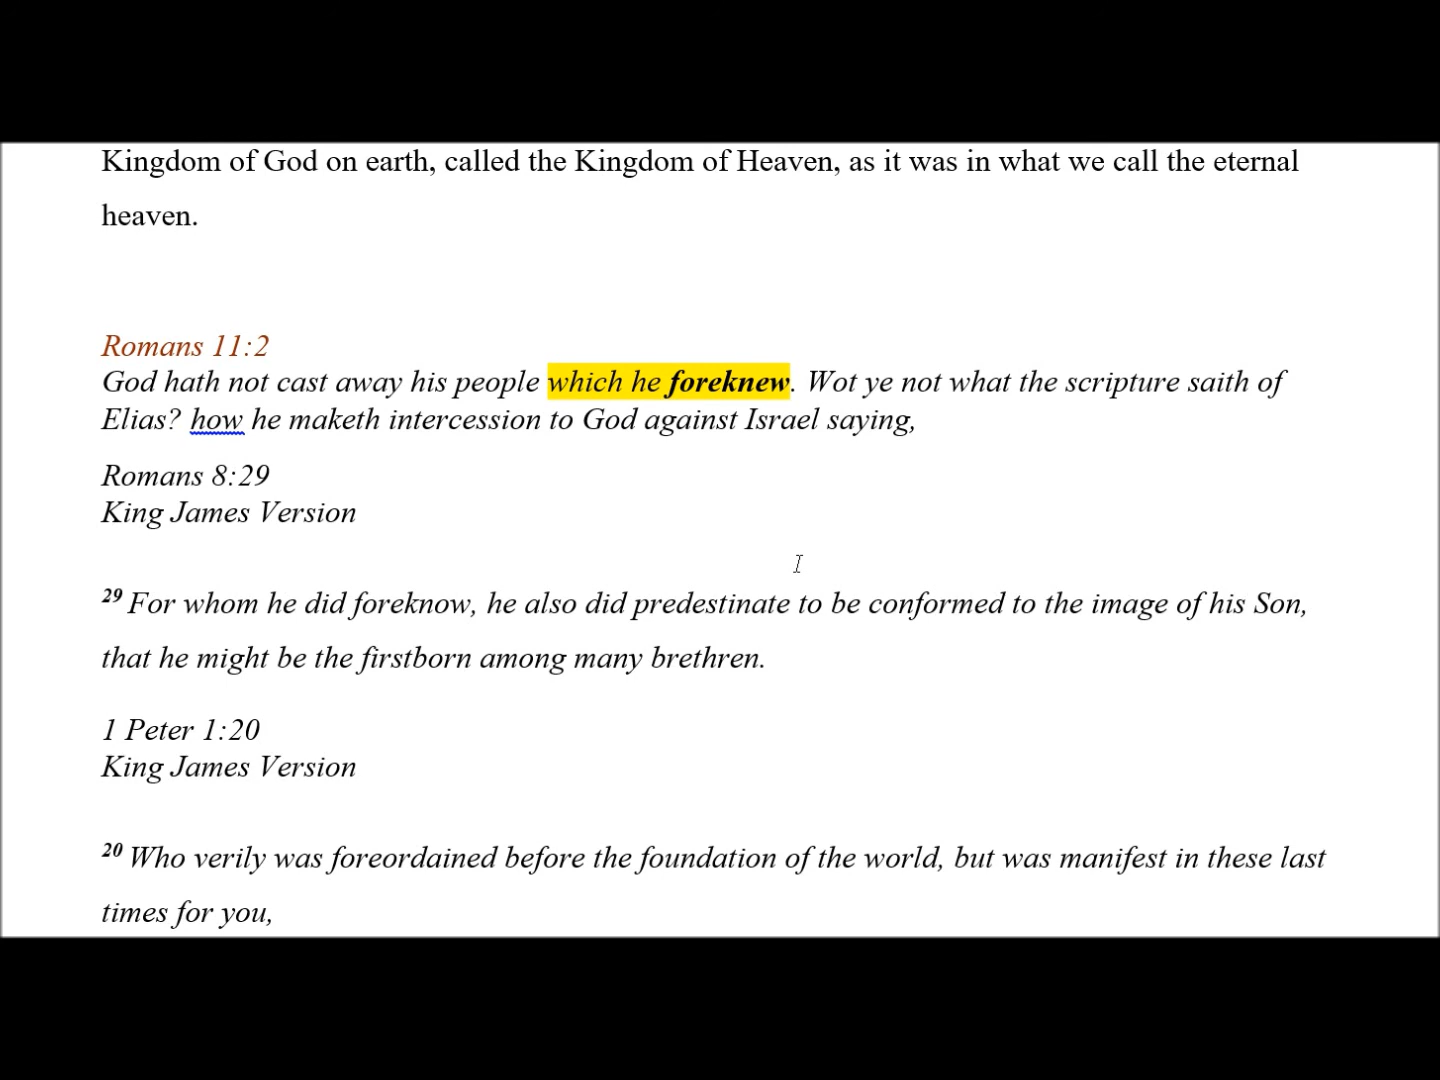 Kingdom of God on earth, called the Kingdom of Heaven, as it was in what we call the eternal
heaven.
Romans 11:2
God hath not cast away his people which he foreknew. Wot ye not what the scripture saith of
Elias? how he maketh intercession to God against Israel saying,
Romans 8:29
King James Version
29 For whom he did foreknow, he also did predestinate to be conformed to the image of his Son,
that he might be the firstborn among many brethren.
1 Peter 1:20
King James Version
20 Who verily was foreordained before the foundation of the world, but was manifest in these last
times for you,